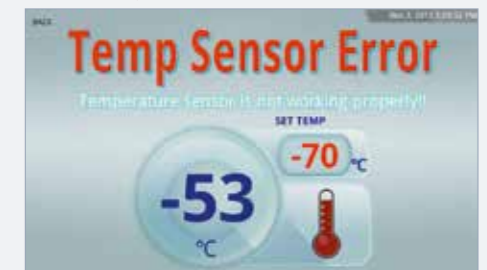 BACK
Temp Sensor Error
Temperature Sensor is not working properly!!
SET TEMP
-70 °C
-53
°C